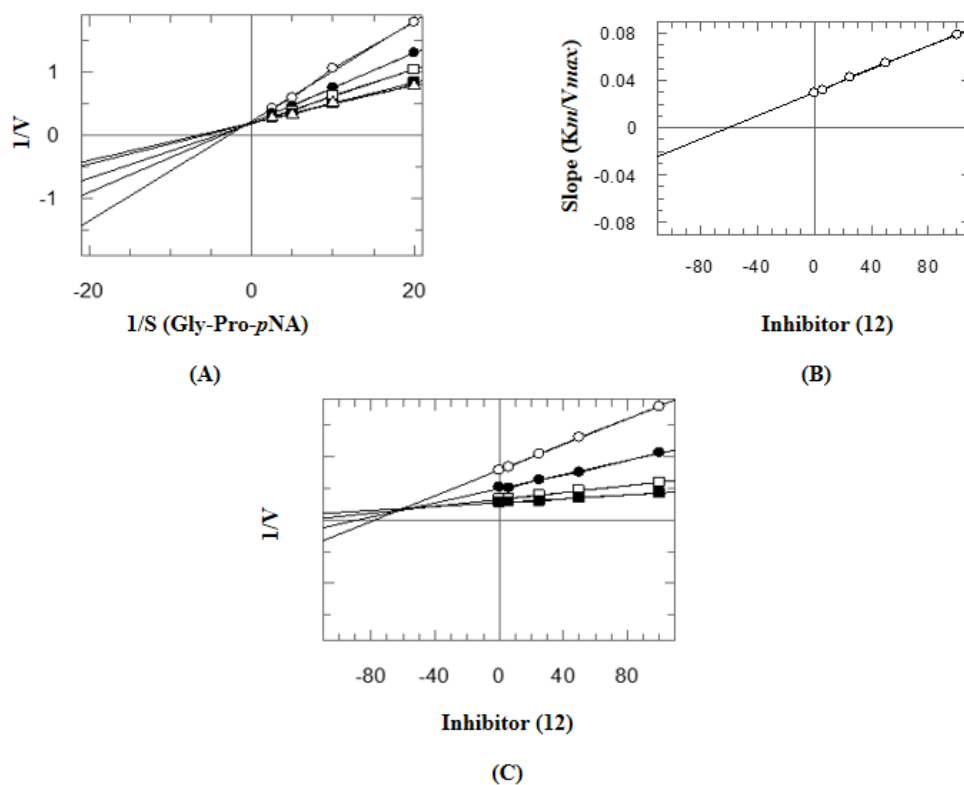 1
0
-1
1/V
-20
0
20
1/S (Gly-Pro-pNA)
(A)
0.08
0.04
0
-0.04
-0.08
Slope (Km/Vmax)
-80
-40
0
40
80
Inhibitor (12)
(B)
1/V
-80
-40
0
40
80
Inhibitor (12)
(C)